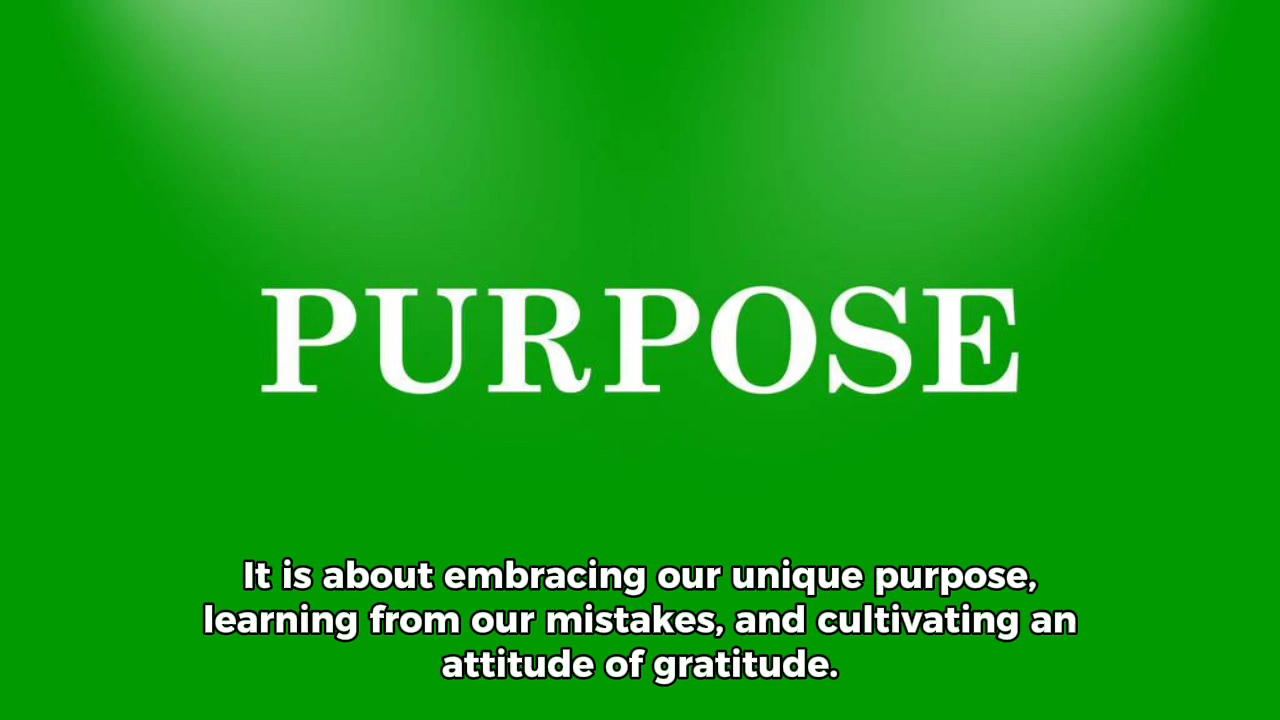 PURPOSE
It is about embracing our unique purpose,
learning from our mistakes, and cultivating an
attitude of gratitude.